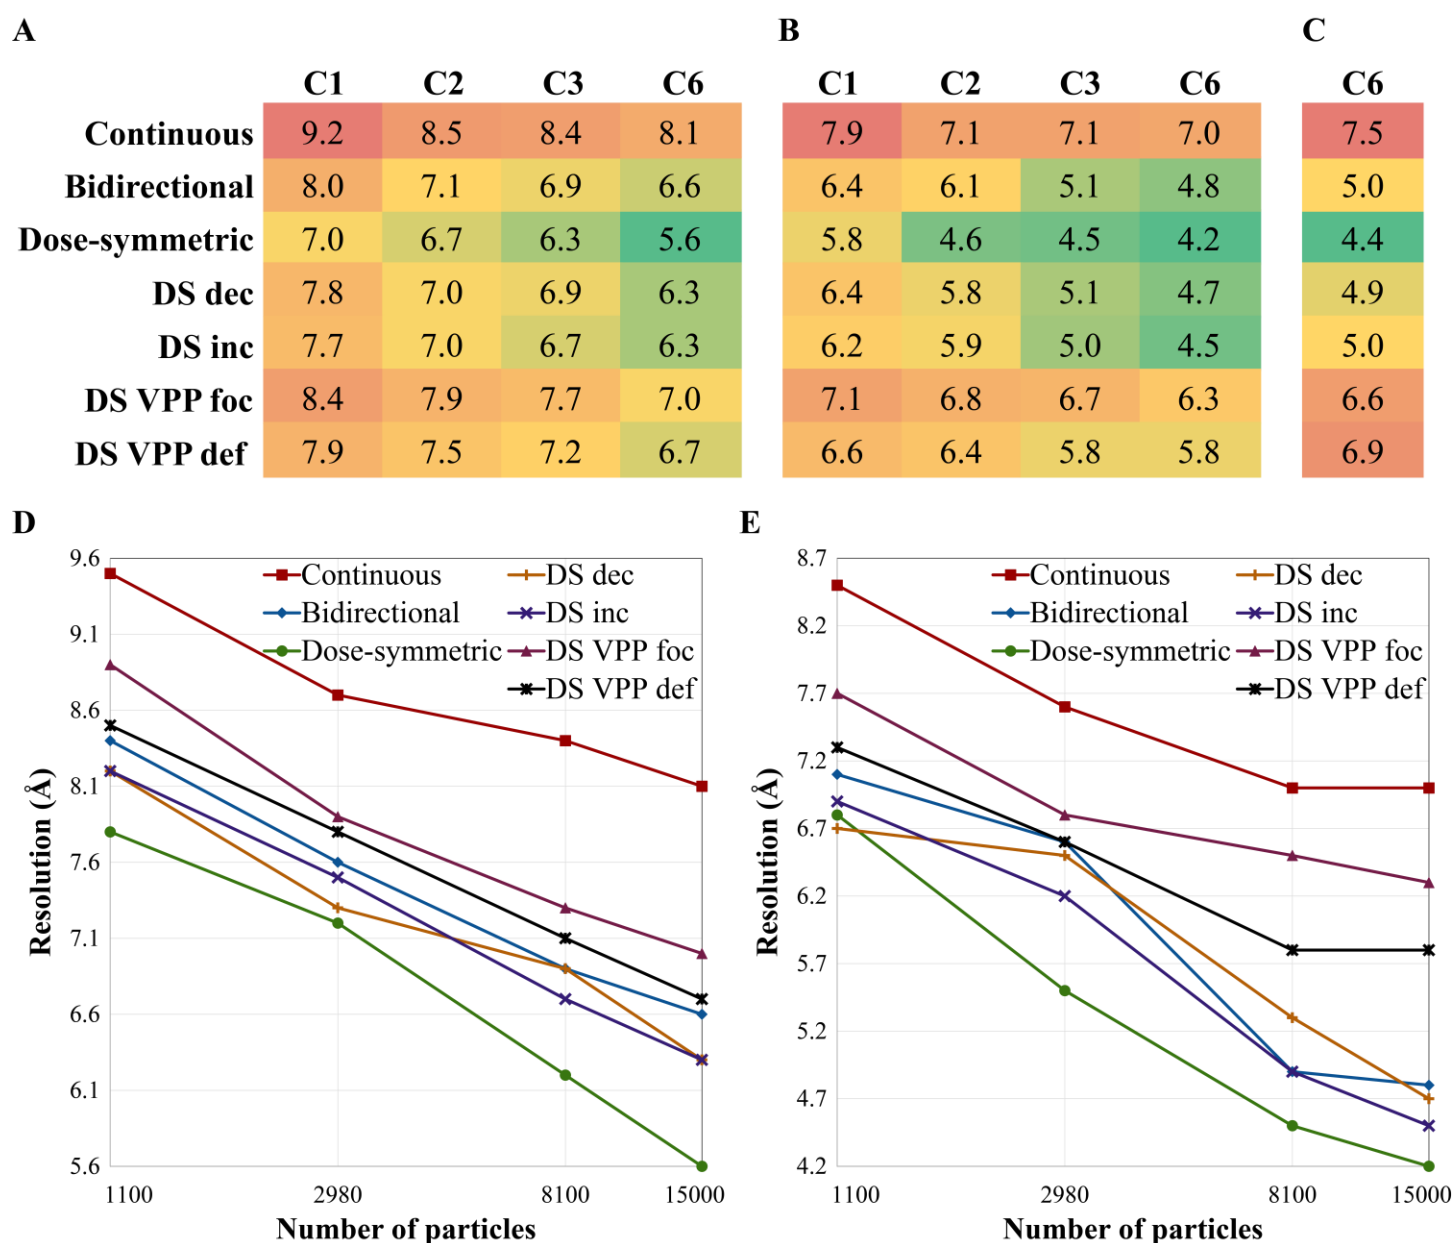 A B C
C1 C2 C3 C6 C1 C2 C3 C6 C6
Continuous 9.2 8.5 8.4 8.1 7.9 7.1 7.1 7.0 7.5
Bidirectional 8.0 7.1 6.9 6.6 6.4 6.1 5.1 4.8 5.0
Dose-symmetric 7.0 6.7 6.3 5.6 5.8 4.6 4.5 4.2 4.4
DS dec 7.8 7.0 6.9 6.3 6.4 5.8 5.1 4.7 4.9
DS inc 7.7 7.0 6.7 6.3 6.2 5.9 5.0 4.5 5.0
DS VPP foc 8.4 7.9 7.7 7.0 7.1 6.8 6.7 6.3 6.6
DS VPP def 7.9 7.5 7.2 6.7 6.6 6.4 5.8 5.8 6.9
D
9.6
9.1
8.6
8.1
7.6
7.1
6.6
6.1
5.6
Resolution (Å)
Continuous DS dec
Bidirectional DS inc
Dose-symmetric DS VPP foc
DS VPP def
1100 2980 8100 15000
Number of particles
E
8.7
8.2
7.7
7.2
6.7
6.2
5.7
5.2
4.7
4.2
Resolution (Å)
Continuous DS dec
Bidirectional DS inc
Dose-symmetric DS VPP foc
DS VPP def
1100 2980 8100 15000
Number of particles